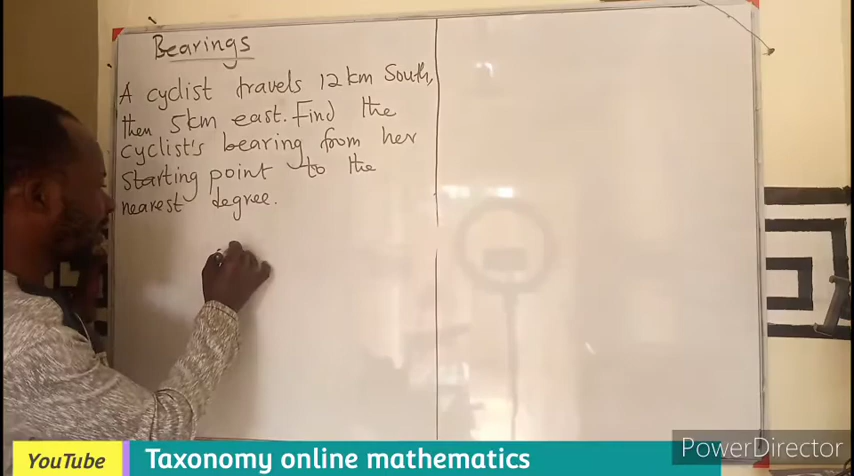 Bearings
A cyclist travels 12km South,
then 5km east. Find the
cyclist's bearing from her
starting point to the
nearest degree.
PowerDirector
YouTube Taxonomy online mathematics